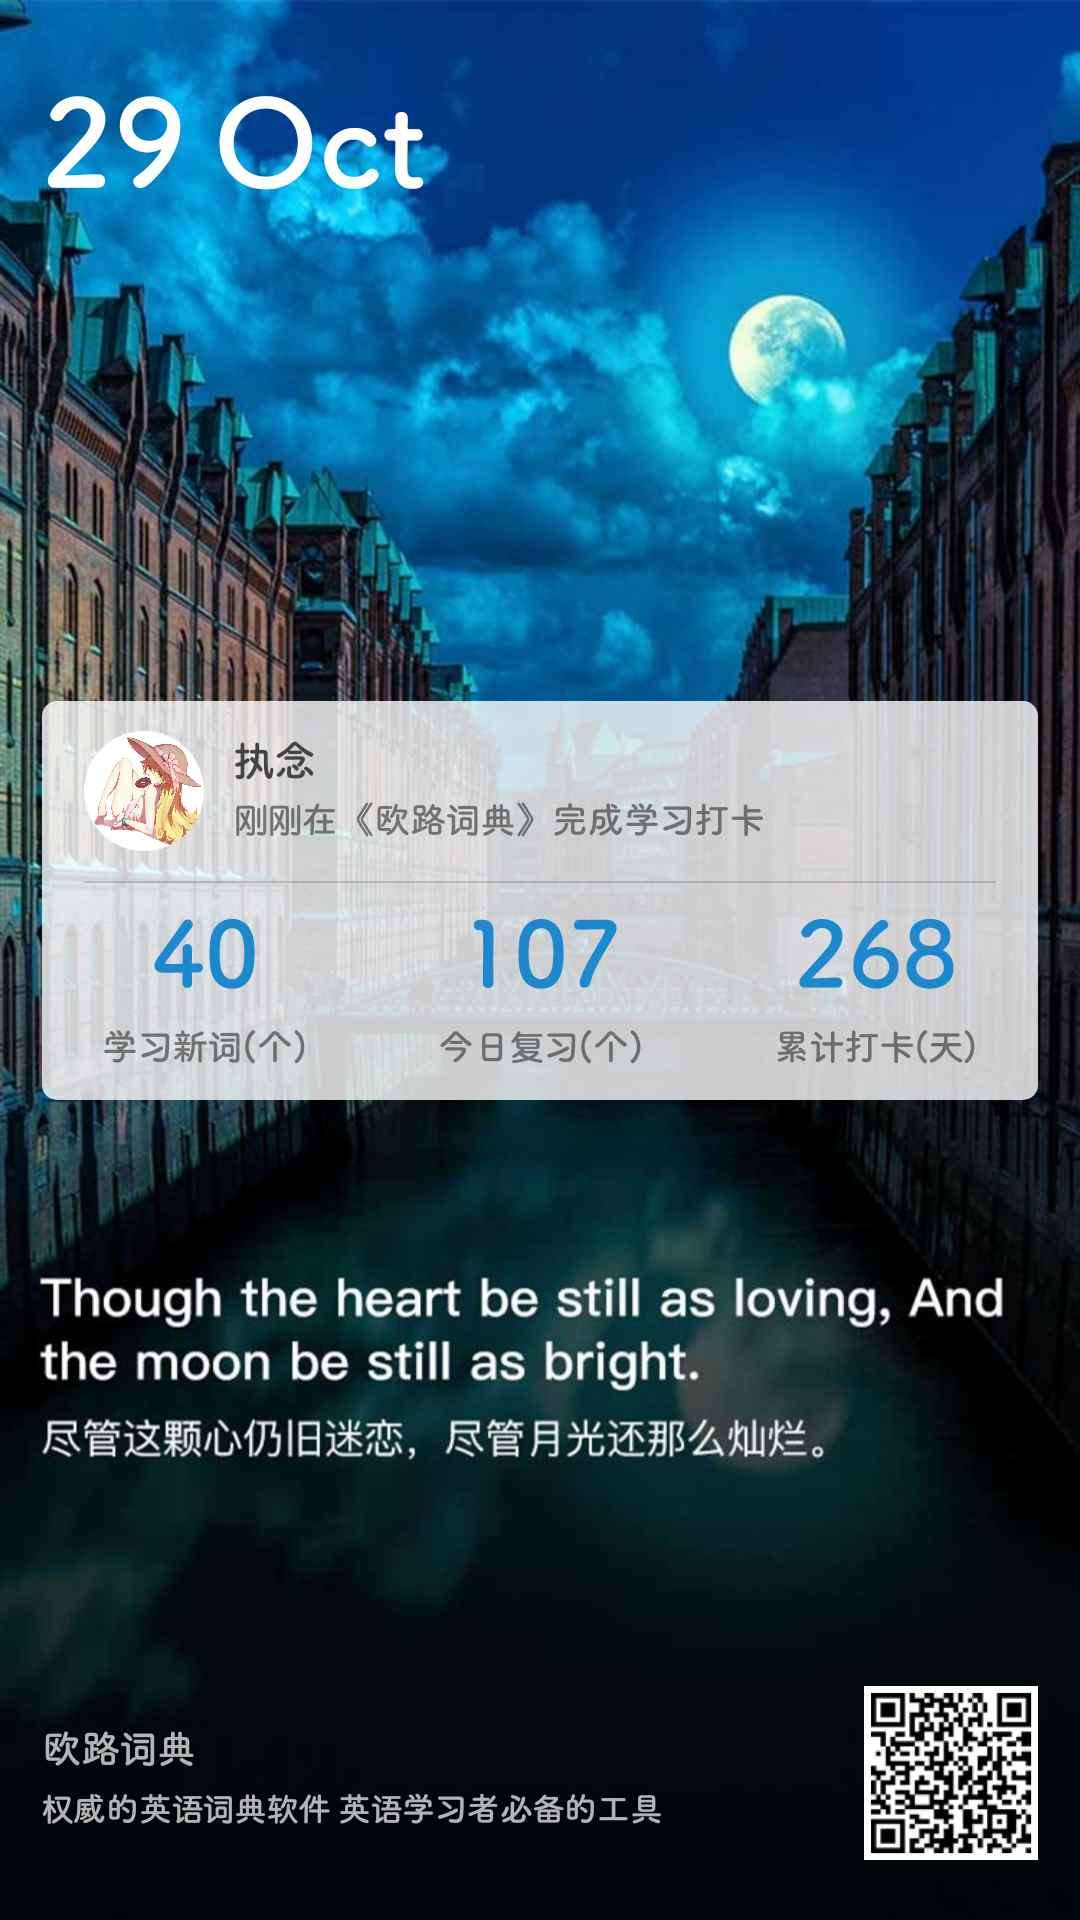 29 Oct
执念
刚刚在《欧路词典》完成学习打卡
40 107 268
学习新词(个) 今日复习(个) 累计打卡(天)
Though the heart be still as loving, And
the moon be still as bright.
尽管这颗心仍旧迷恋，尽管月光还那么灿烂。
欧路词典
权威的英语词典软件 英语学习者必备的工具